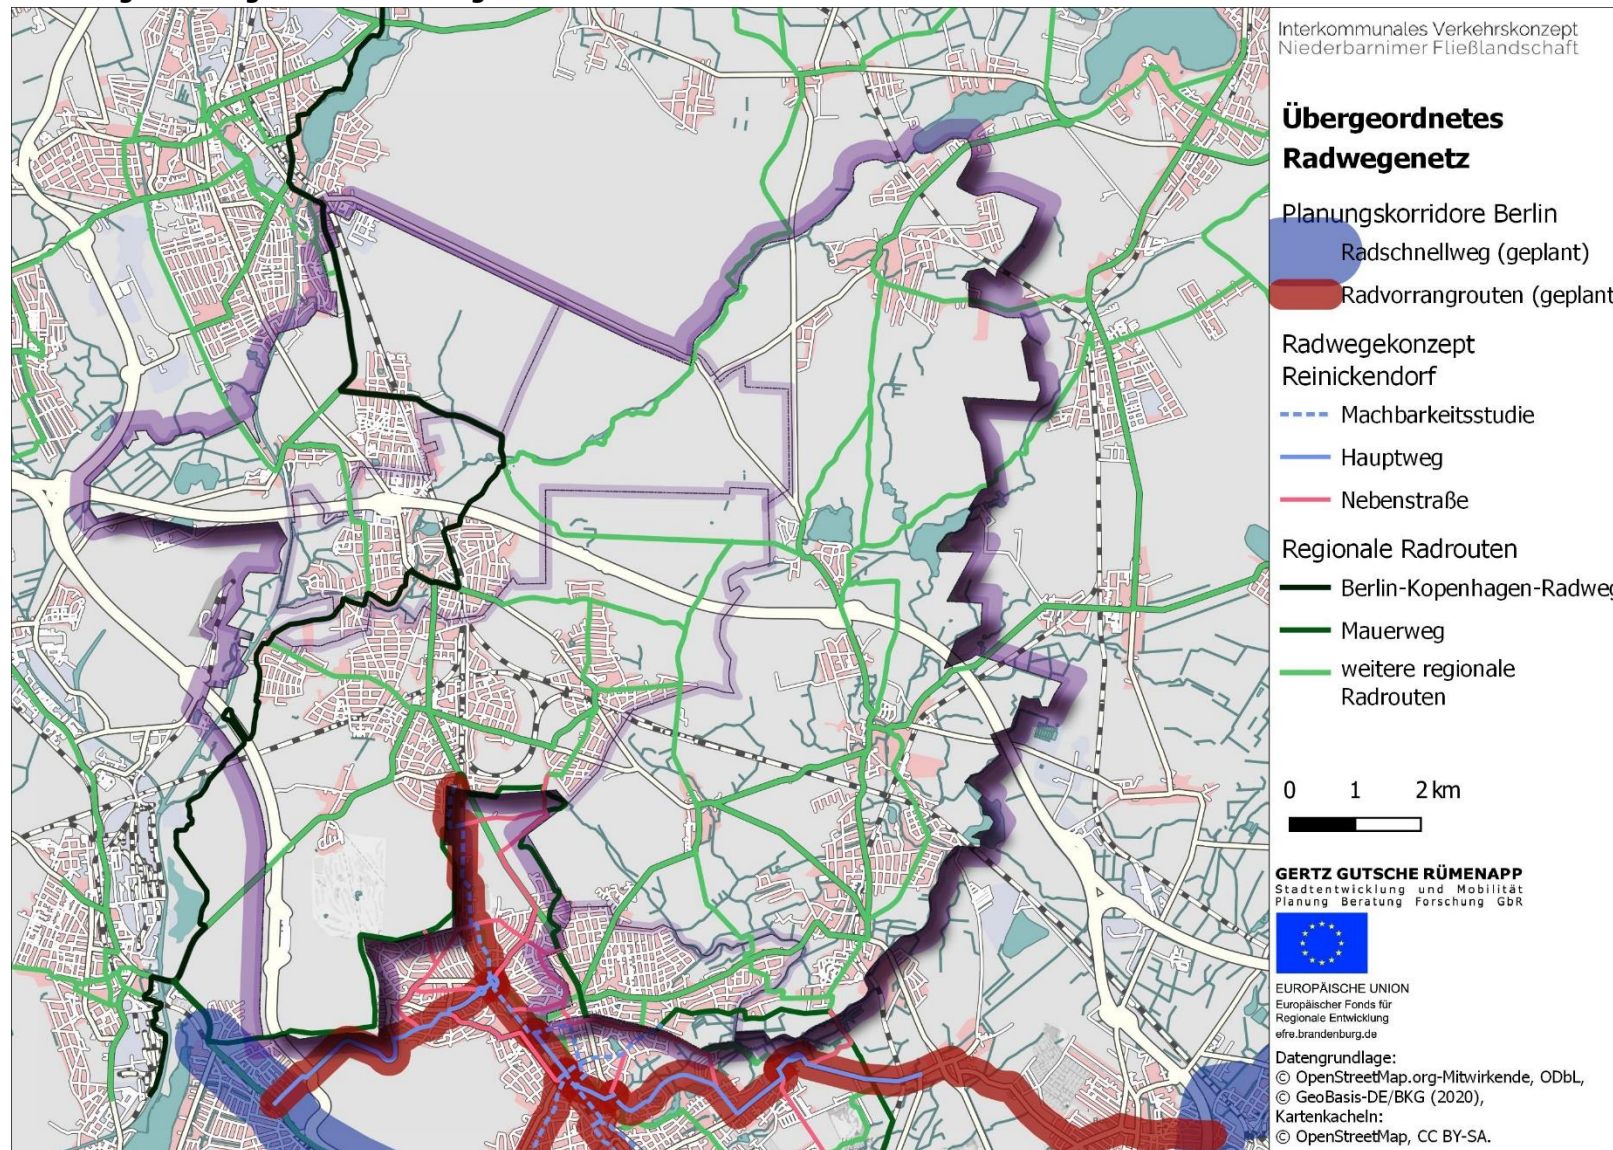 Interkommunales Verkehrskonzept
Niederbarnimer Fließlandschaft
Übergeordnetes
Radwegenetz
Planungskorridore Berlin
Radschnellweg (geplant)
Radvorrangrouten (geplant
Radwegekonzept
Reinickendorf
Machbarkeitsstudie
Hauptweg
Nebenstraße
Regionale Radrouten
Berlin-Kopenhagen-Radweg
Mauerweg
weitere regionale
Radrouten
0 1 2 km
GERTZ GUTSCHE RÜMENAPP
Stadtentwicklung und Mobilität
Planung Beratung Forschung GbR
EUROPÄISCHE UNION
Europäischer Fonds für
Regionale Entwicklung
efre.brandenburg.de
Datengrundlage:
© OpenStreetMap.org-Mitwirkende, ODbL,
© GeoBasis-DE/BKG (2020),
Kartenkacheln:
© OpenStreetMap, CC BY-SA.